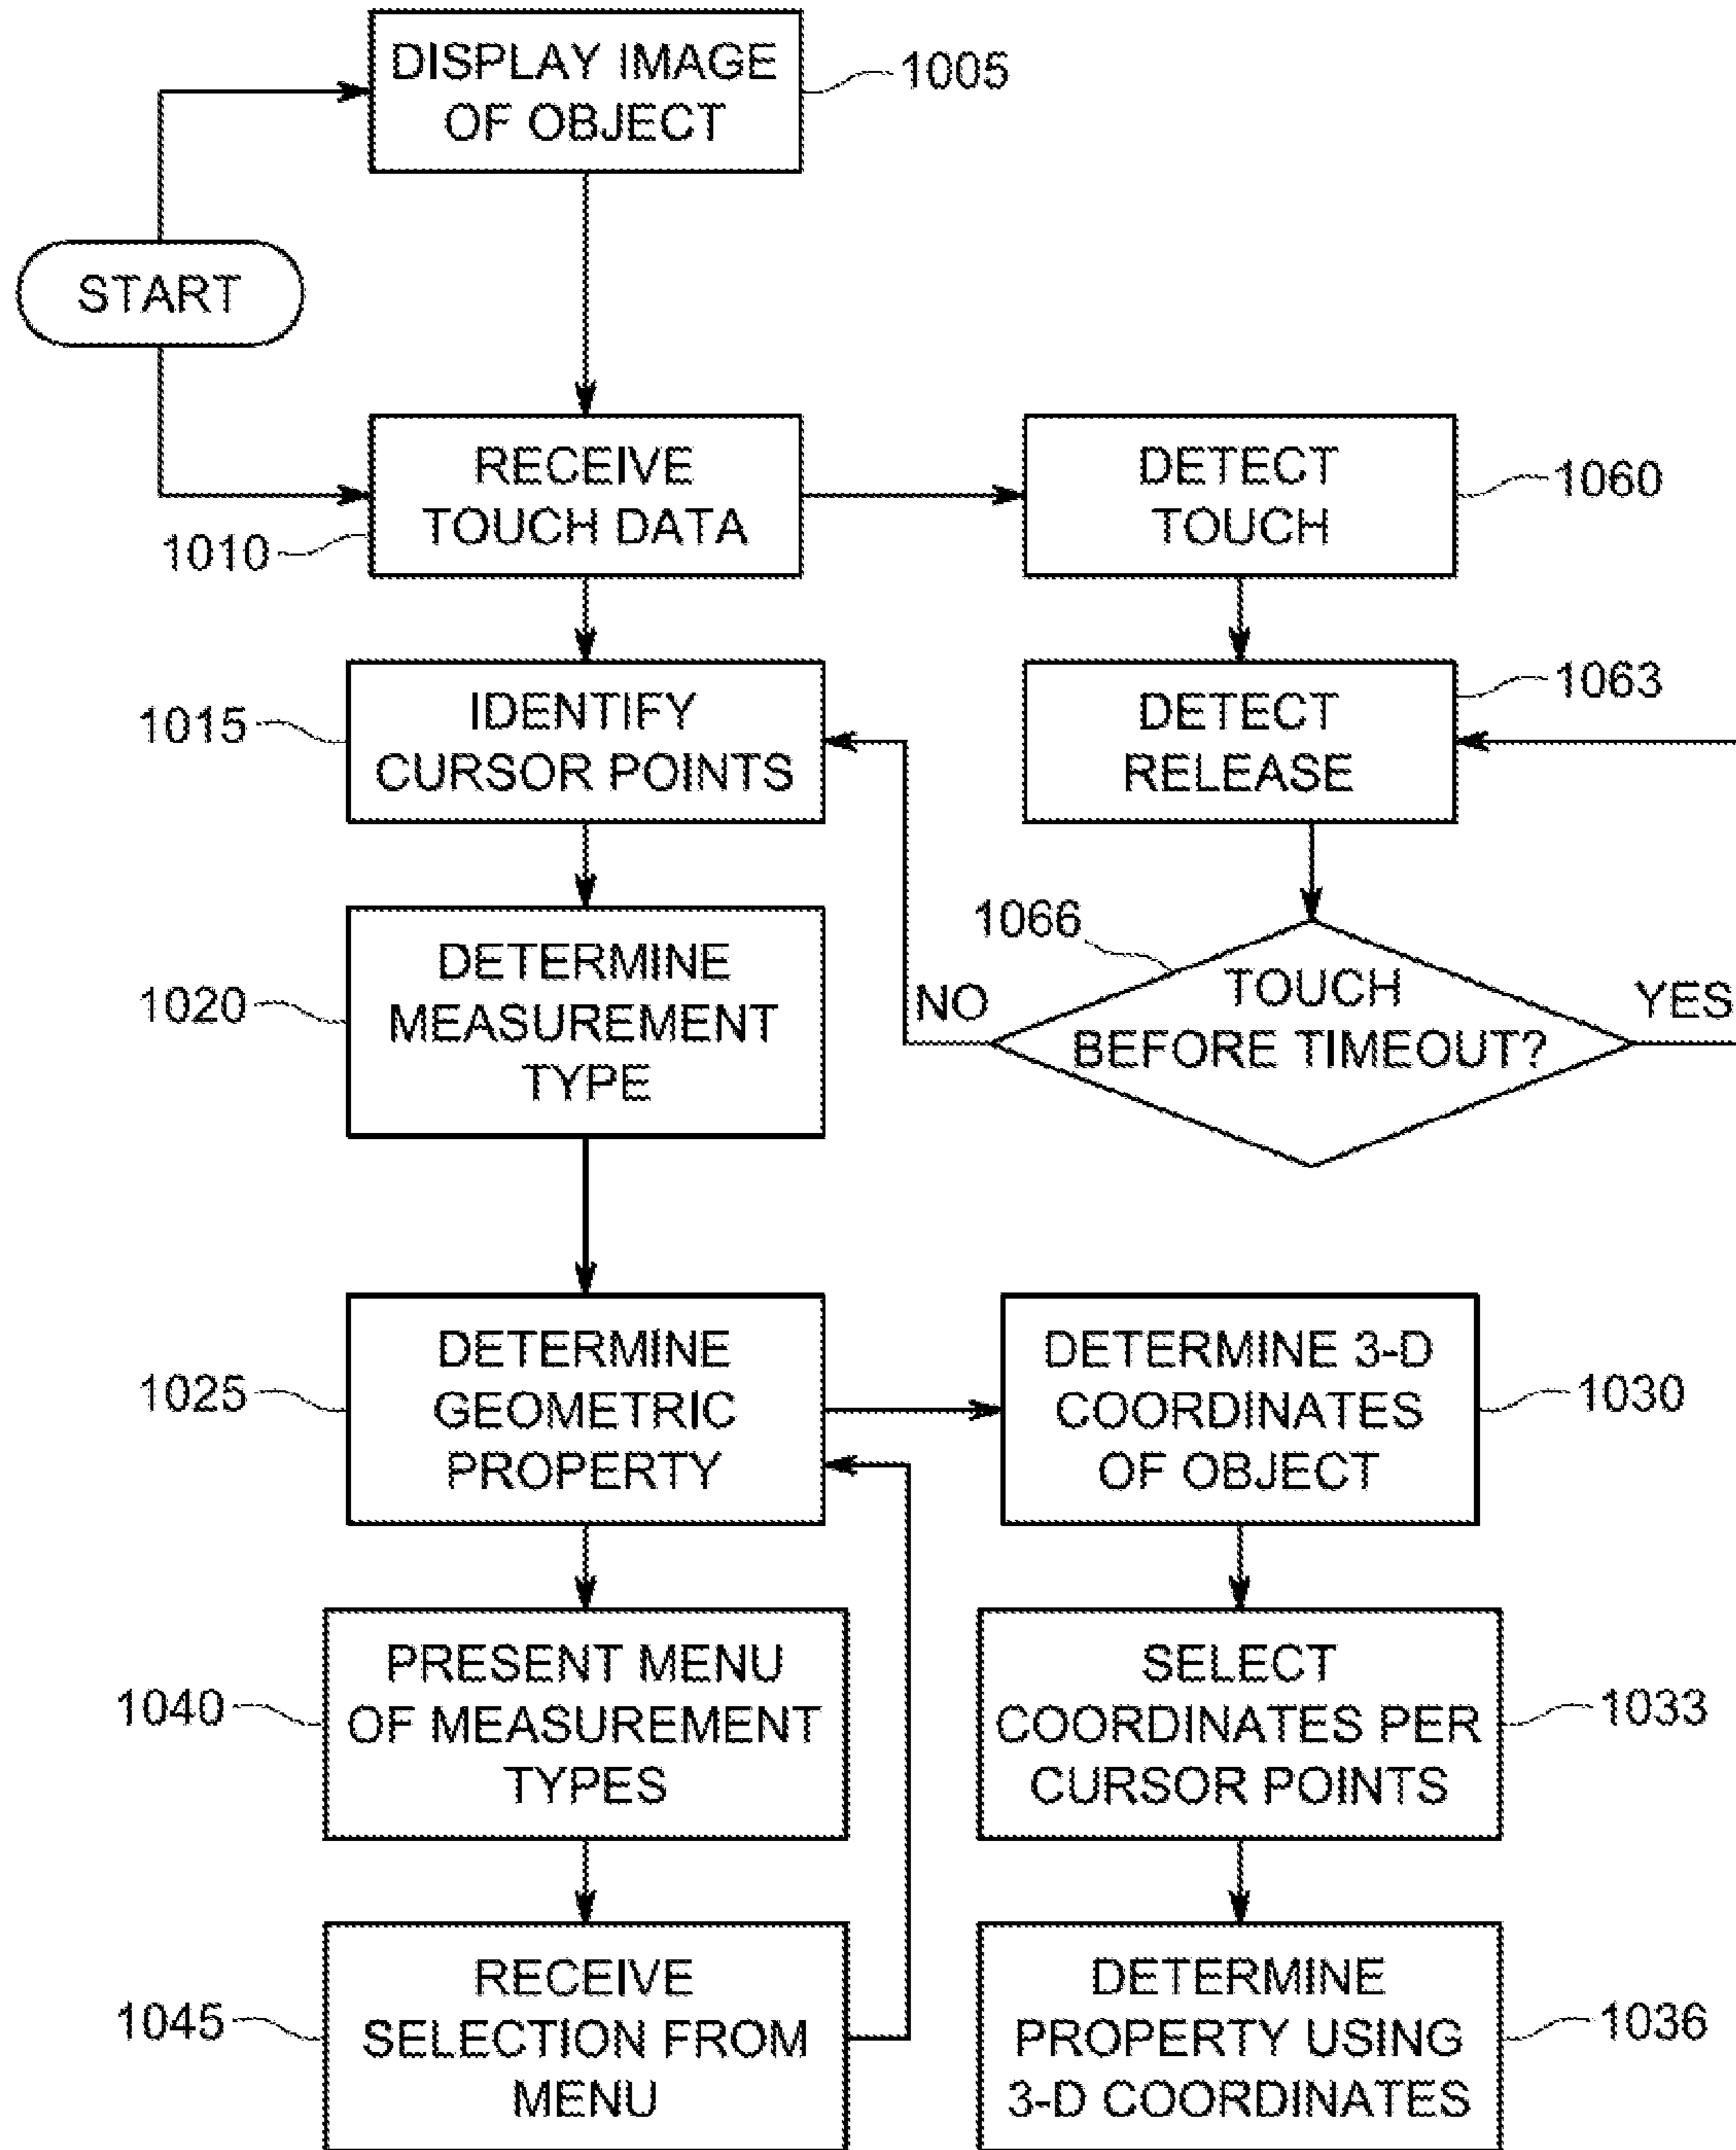 DISPLAY IMAGE
OF OBJECT
1005
START
RECEIVE
TOUCH DATA
1010
DETECT
TOUCH
1060
IDENTIFY
CURSOR POINTS
1015
DETECT
RELEASE
1063
DETERMINE
MEASUREMENT
TYPE
1020
1066
TOUCH
BEFORE TIMEOUT?
NO
YES
DETERMINE
GEOMETRIC
PROPERTY
1025
DETERMINE 3-D
COORDINATES
OF OBJECT
1030
PRESENT MENU
OF MEASUREMENT
TYPES
1040
SELECT
COORDINATES PER
CURSOR POINTS
1033
RECEIVE
SELECTION FROM
MENU
1045
DETERMINE
PROPERTY USING
3-D COORDINATES
1036